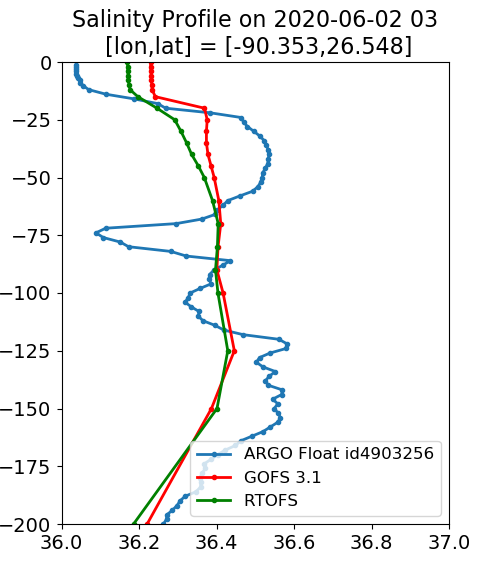 Salinity Profile on 2020-06-02 03
[lon,lat] = [-90.353,26.548]
0
−25
−50
−75
−100
−125
−150
−175
−200
ARGO Float id4903256
GOFS 3.1
RTOFS
36.0 36.2 36.4 36.6 36.8 37.0